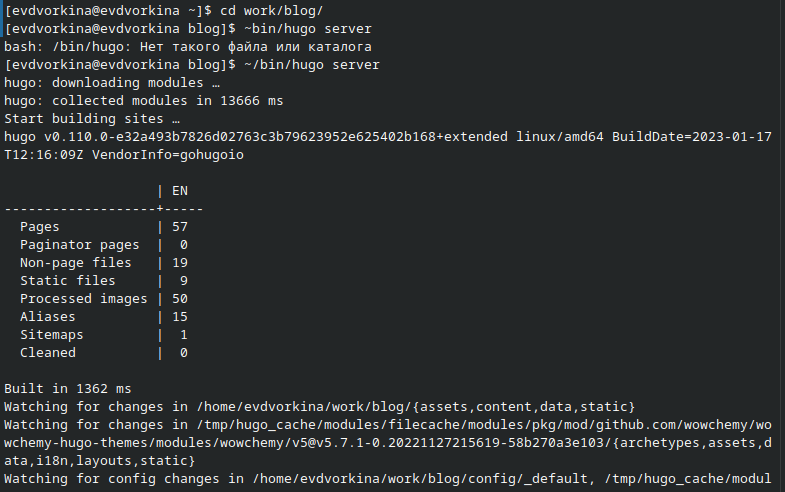 [evdvorkina@evdvorkina ~]$ cd work/blog/
[evdvorkina@evdvorkina blog]$ ~bin/hugo server
bash: /bin/hugo: Нет такого файла или каталога
[evdvorkina@evdvorkina blog]$ ~/bin/hugo server
hugo: downloading modules …
hugo: collected modules in 13666 ms
Start building sites …
hugo v0.110.0-e32a493b7826d02763c3b79623952e625402b168+extended linux/amd64 BuildDate=2023-01-17
T12:16:09Z VendorInfo=gohugoio
| EN
-------------------+-----
Pages | 57
Paginator pages | 0
Non-page files | 19
Static files | 9
Processed images | 50
Aliases | 15
Sitemaps | 1
Cleaned | 0
Built in 1362 ms
Watching for changes in /home/evdvorkina/work/blog/{assets,content,data,static}
Watching for changes in /tmp/hugo_cache/modules/filecache/modules/pkg/mod/github.com/wowchemy/wo
wchemy-hugo-themes/modules/wowchemy/v5@v5.7.1-0.20221127215619-58b270a3e103/{archetypes,assets,d
ata,i18n,layouts,static}
Watching for config changes in /home/evdvorkina/work/blog/config/_default, /tmp/hugo_cache/modul